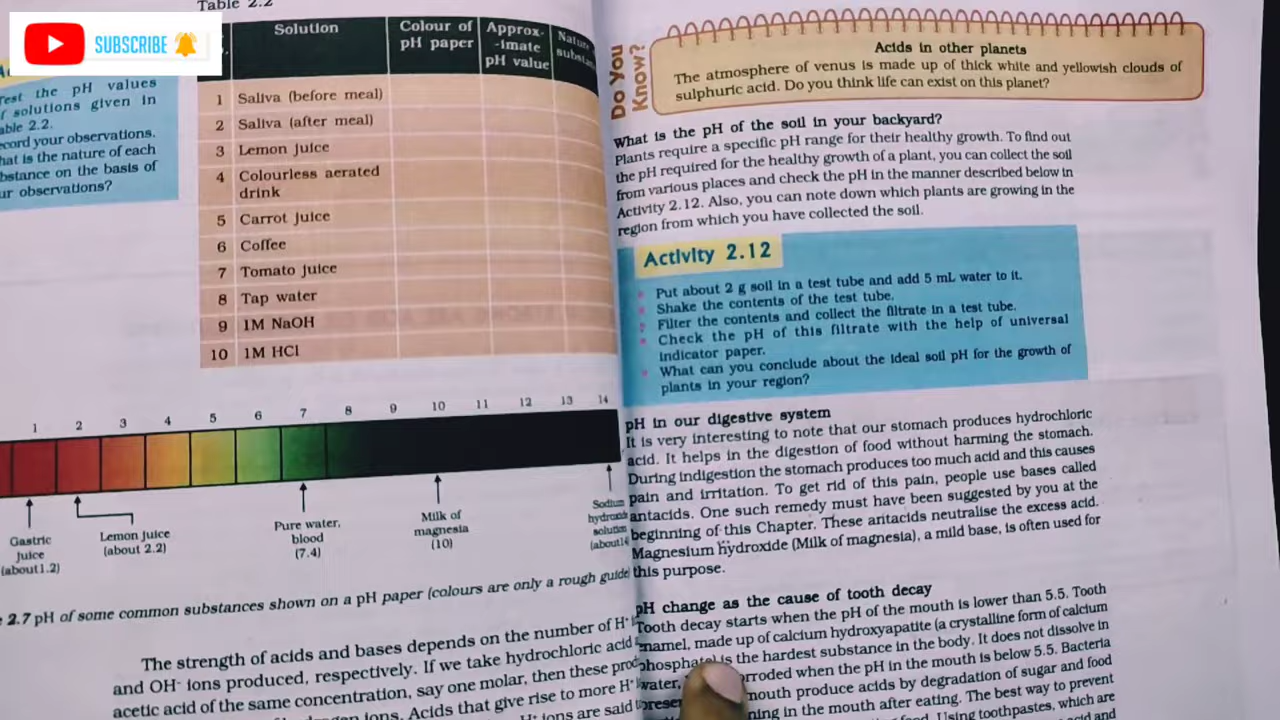 SUBSCRIBE
Table 2.2
Test the pH values
solutions given in
2.2.
your observations.
is the nature of each
on the basis of
observations?
Solution
Colour of
pH paper
Approx-
-imate
pH value
1 Saliva (before meal)
2 Saliva (after meal)
3 Lemon juice
4 Colourless aerated
drink
5 Carrot juice
6 Coffee
7 Tomato juice
8 Tap water
9 1M NaOH
10 1M HCl
1 2 3 4 5 6 7 8 9 10 11 12 13 14
Gastric
juice
(about1.2)
Lemon juice
(about 2.2)
Pure water,
blood
(7.4)
Milk of
magnesia
(10)
solution
2.7 pH of some common substances shown on a pH paper (colours are only a rough guide
The strength of acids and bases depends on the number of H⁺
and OH⁻ ions produced, respectively. If we take hydrochloric acid
acetic acid of the same concentration, say one molar, then these
ions. Acids that give rise to more H⁺
H⁺ ions are said
Do You
Know?
Acids in other planets
The atmosphere of venus is made up of thick white and yellowish clouds of
sulphuric acid. Do you think life can exist on this planet?
What is the pH of the soil in your backyard?
Plants require a specific pH range for their healthy growth. To find out
the pH required for the healthy growth of a plant, you can collect the soil
from various places and check the pH in the manner described below in
Activity 2.12. Also, you can note down which plants are growing in the
region from which you have collected the soil.
Activity 2.12
Put about 2 g soil in a test tube and add 5 mL water to it.
Shake the contents of the test tube.
Filter the contents and collect the filtrate in a test tube.
Check the pH of this filtrate with the help of universal
indicator paper.
What can you conclude about the ideal soil pH for the growth of
plants in your region?
pH in our digestive system
It is very interesting to note that our stomach produces hydrochloric
acid. It helps in the digestion of food without harming the stomach.
During indigestion the stomach produces too much acid and this causes
pain and irritation. To get rid of this pain, people use bases called
antacids. One such remedy must have been suggested by you at the
beginning of this Chapter. These antacids neutralise the excess acid.
Magnesium hydroxide (Milk of magnesia), a mild base, is often used for
this purpose.
pH change as the cause of tooth decay
Tooth decay starts when the pH of the mouth is lower than 5.5. Tooth
enamel, made up of calcium hydroxyapatite (a crystalline form of calcium
is the hardest substance in the body. It does not dissolve in
water, when the pH in the mouth is below 5.5. Bacteria
mouth produce acids by degradation of sugar and food
in the mouth after eating. The best way to prevent
Using toothpastes, which are